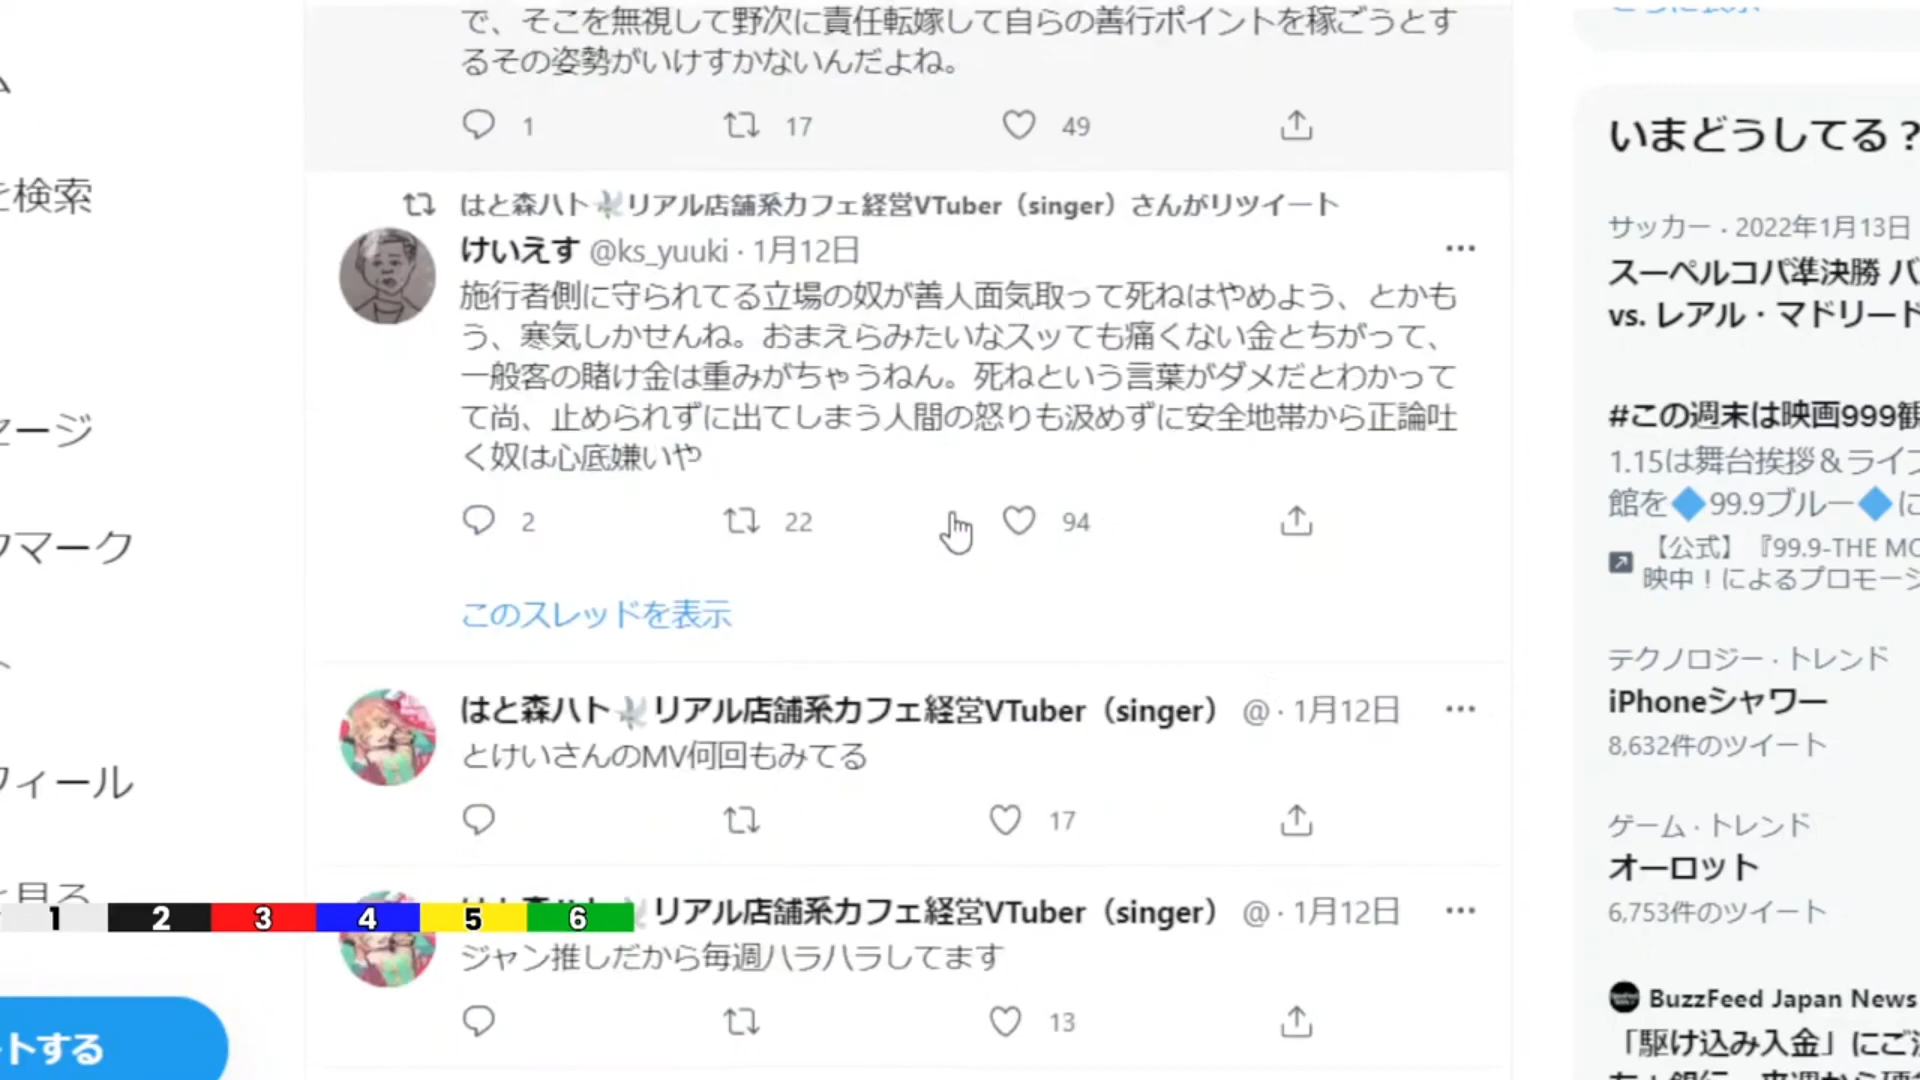 で、そこを無視して野次に責任転嫁して自らの善行ポイントを稼ごうとす
るその姿勢がいけすかないんだよね。
1 17 49
はと森ハト🕊リアル店舗系カフェ経営VTuber（singer）さんがリツイート
けいえす @ks_yuuki · 1月12日
施行者側に守られてる立場の奴が善人面気取って死ねはやめよう、とかも
う、寒気しかせんね。おまえらみたいなスッても痛くない金とちがって、
一般客の賭け金は重みがちゃうねん。死ねという言葉がダメだとわかって
て尚、止められずに出てしまう人間の怒りも汲めずに安全地帯から正論吐
く奴は心底嫌いや
2 22 94
このスレッドを表示
はと森ハト🕊リアル店舗系カフェ経営VTuber（singer） @ · 1月12日
とけいさんのMV何回もみてる
17
リアル店舗系カフェ経営VTuber（singer） @ · 1月12日
ジャン推しだから毎週ハラハラしてます
13
を検索
セージ
クマーク
フィール
を見る
1 2 3 4 5 6
トする
いまどうしてる？
サッカー · 2022年1月13日
スーペルコパ準決勝 バ
vs. レアル・マドリード
#この週末は映画999観
1.15は舞台挨拶＆ライブ
館を🔷99.9ブルー🔷に
【公式】『99.9-THE MO
映中！によるプロモーシ
テクノロジー · トレンド
iPhoneシャワー
8,632件のツイート
ゲーム · トレンド
オーロット
6,753件のツイート
BuzzFeed Japan News
「駆け込み入金」にご注